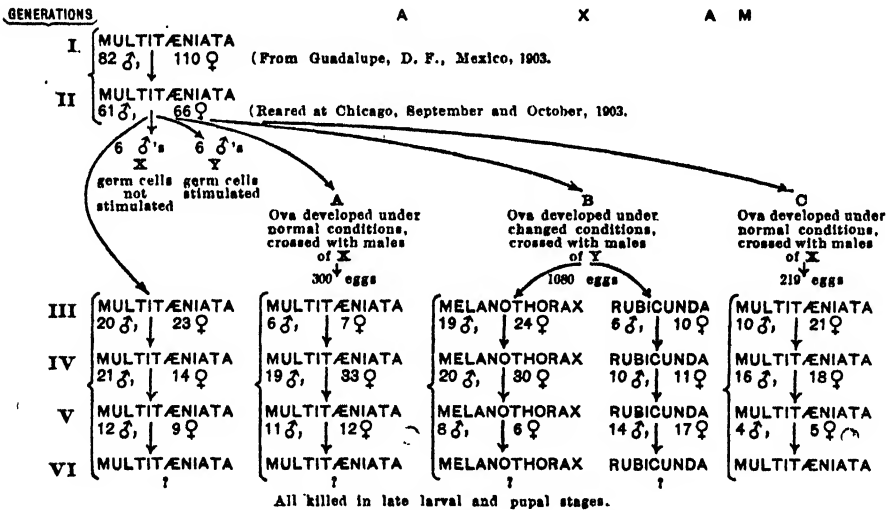 GENERATIONS A X A M
I. MULTITÆNIATA
82 ♂, 110 ♀ (From Guadalupe, D. F., Mexico, 1903.
II MULTITÆNIATA
61 ♂, 66 ♀ (Reared at Chicago, September and October, 1903.
6 ♂'s 6 ♂'s
X Y
germ cells germ cells
not stimulated
stimulated
A B C
Ova developed under Ova developed under Ova developed under
normal conditions, changed conditions, normal conditions,
crossed with males crossed with males crossed with males
of X of Y of X
300 eggs 1080 eggs 219 eggs
III MULTITÆNIATA MULTITÆNIATA MELANOTHORAX RUBICUNDA MULTITÆNIATA
20 ♂, 23 ♀ 6 ♂, 7 ♀ 19 ♂, 24 ♀ 6 ♂, 10 ♀ 10 ♂, 21 ♀
IV MULTITÆNIATA MULTITÆNIATA MELANOTHORAX RUBICUNDA MULTITÆNIATA
21 ♂, 14 ♀ 19 ♂, 33 ♀ 20 ♂, 30 ♀ 10 ♂, 11 ♀ 16 ♂, 18 ♀
V MULTITÆNIATA MULTITÆNIATA MELANOTHORAX RUBICUNDA MULTITÆNIATA
12 ♂, 9 ♀ 11 ♂, 12 ♀ 8 ♂, 6 ♀ 14 ♂, 17 ♀ 4 ♂, 5 ♀
VI MULTITÆNIATA MULTITÆNIATA MELANOTHORAX RUBICUNDA MULTITÆNIATA
? ? ? ? ?
All killed in late larval and pupal stages.